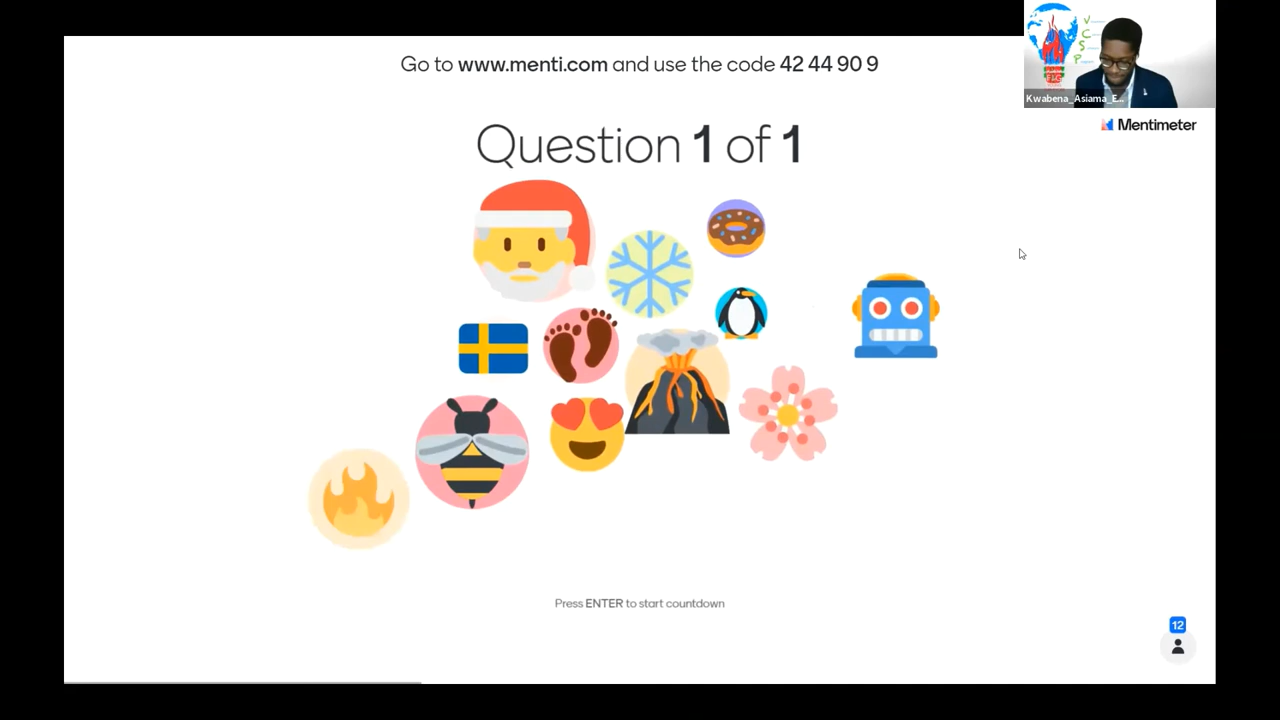 Go to www.menti.com and use the code 42 44 90 9
Kwabena_Asiama_E...
Mentimeter
Question 1 of 1
Press ENTER to start countdown
12